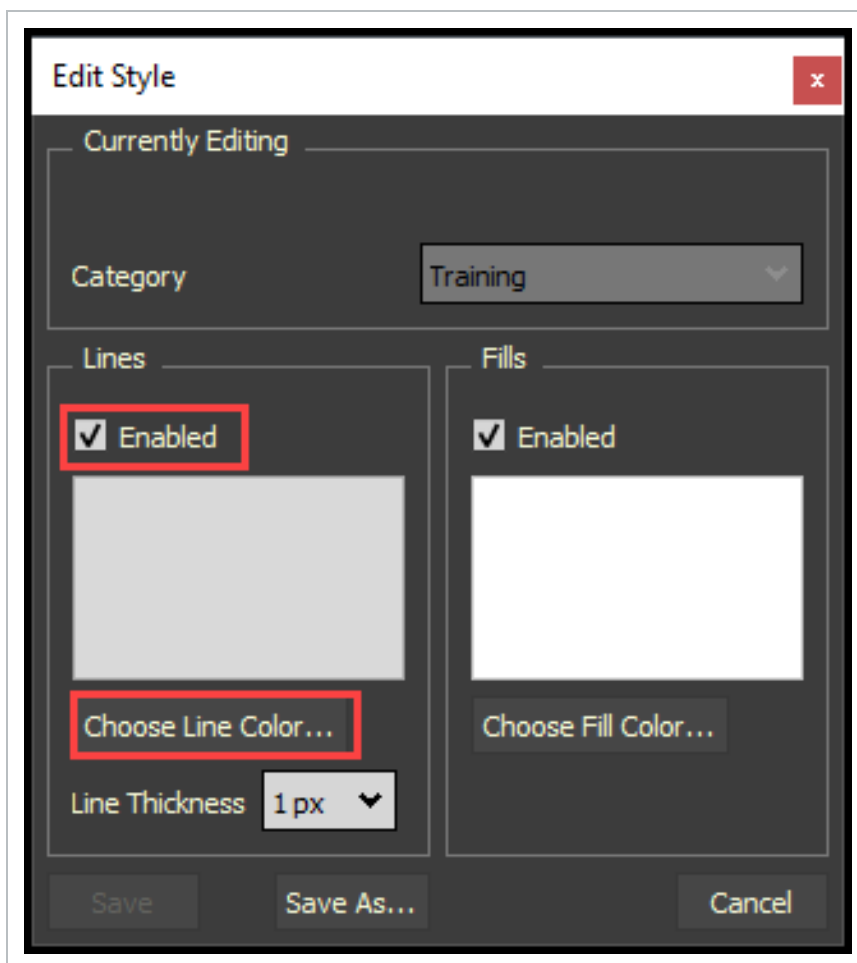 Edit Style
x
Currently Editing
Category
Training
Lines
Fills
Enabled
Enabled
Choose Line Color...
Choose Fill Color...
Line Thickness
1 px
Save
Save As...
Cancel